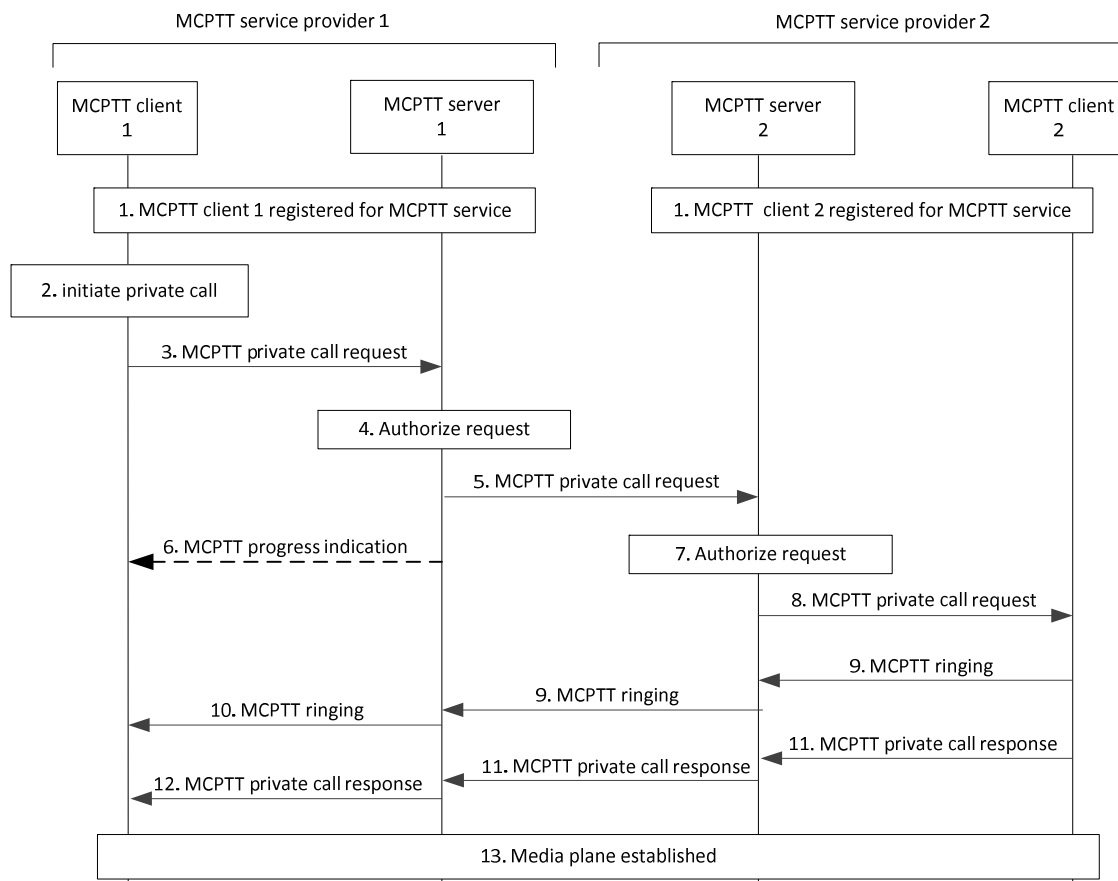 MCPTT service provider 1
MCPTT service provider 2
MCPTT client
1
MCPTT server
1
MCPTT server
2
MCPTT client
2
1. MCPTT client 1 registered for MCPTT service
1. MCPTT client 2 registered for MCPTT service
2. initiate private call
3. MCPTT private call request
4. Authorize request
5. MCPTT private call request
6. MCPTT progress indication
7. Authorize request
8. MCPTT private call request
9. MCPTT ringing
9. MCPTT ringing
10. MCPTT ringing
11. MCPTT private call response
11. MCPTT private call response
12. MCPTT private call response
13. Media plane established